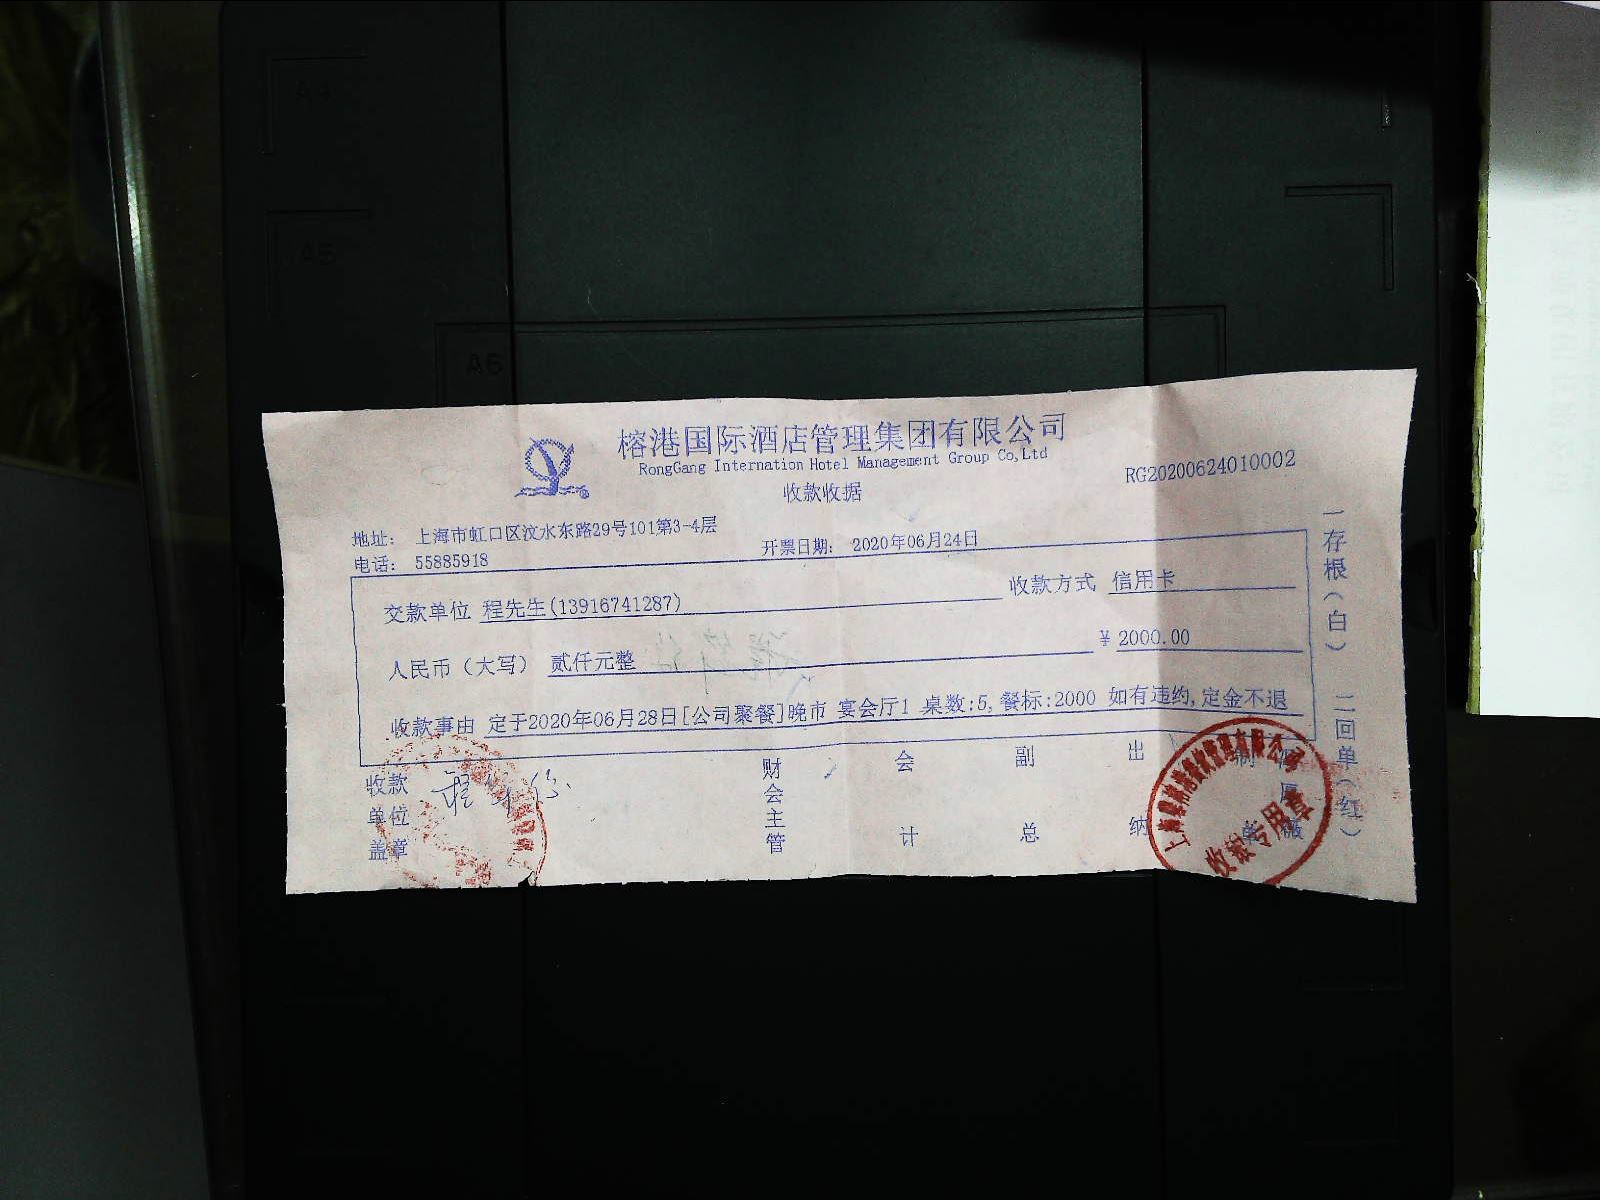 A4
A5
A6
榕港国际酒店管理集团有限公司
RongGang Internation Hotel Management Group Co,Ltd
收款收据
RG20200624010002
地址： 上海市虹口区汶水东路29号101第3-4层
电话： 55885918
开票日期： 2020年06月24日
交款单位 程先生(13916741287)
收款方式 信用卡
人民币（大写） 贰仟元整
￥ 2000.00
收款事由 定于2020年06月28日[公司聚餐]晚市 宴会厅1 桌数:5,餐标:2000 如有违约,定金不退
收款单位盖章
财会主管
会计
副总
出纳
收银专用章
一存根（白） 二回单（红）